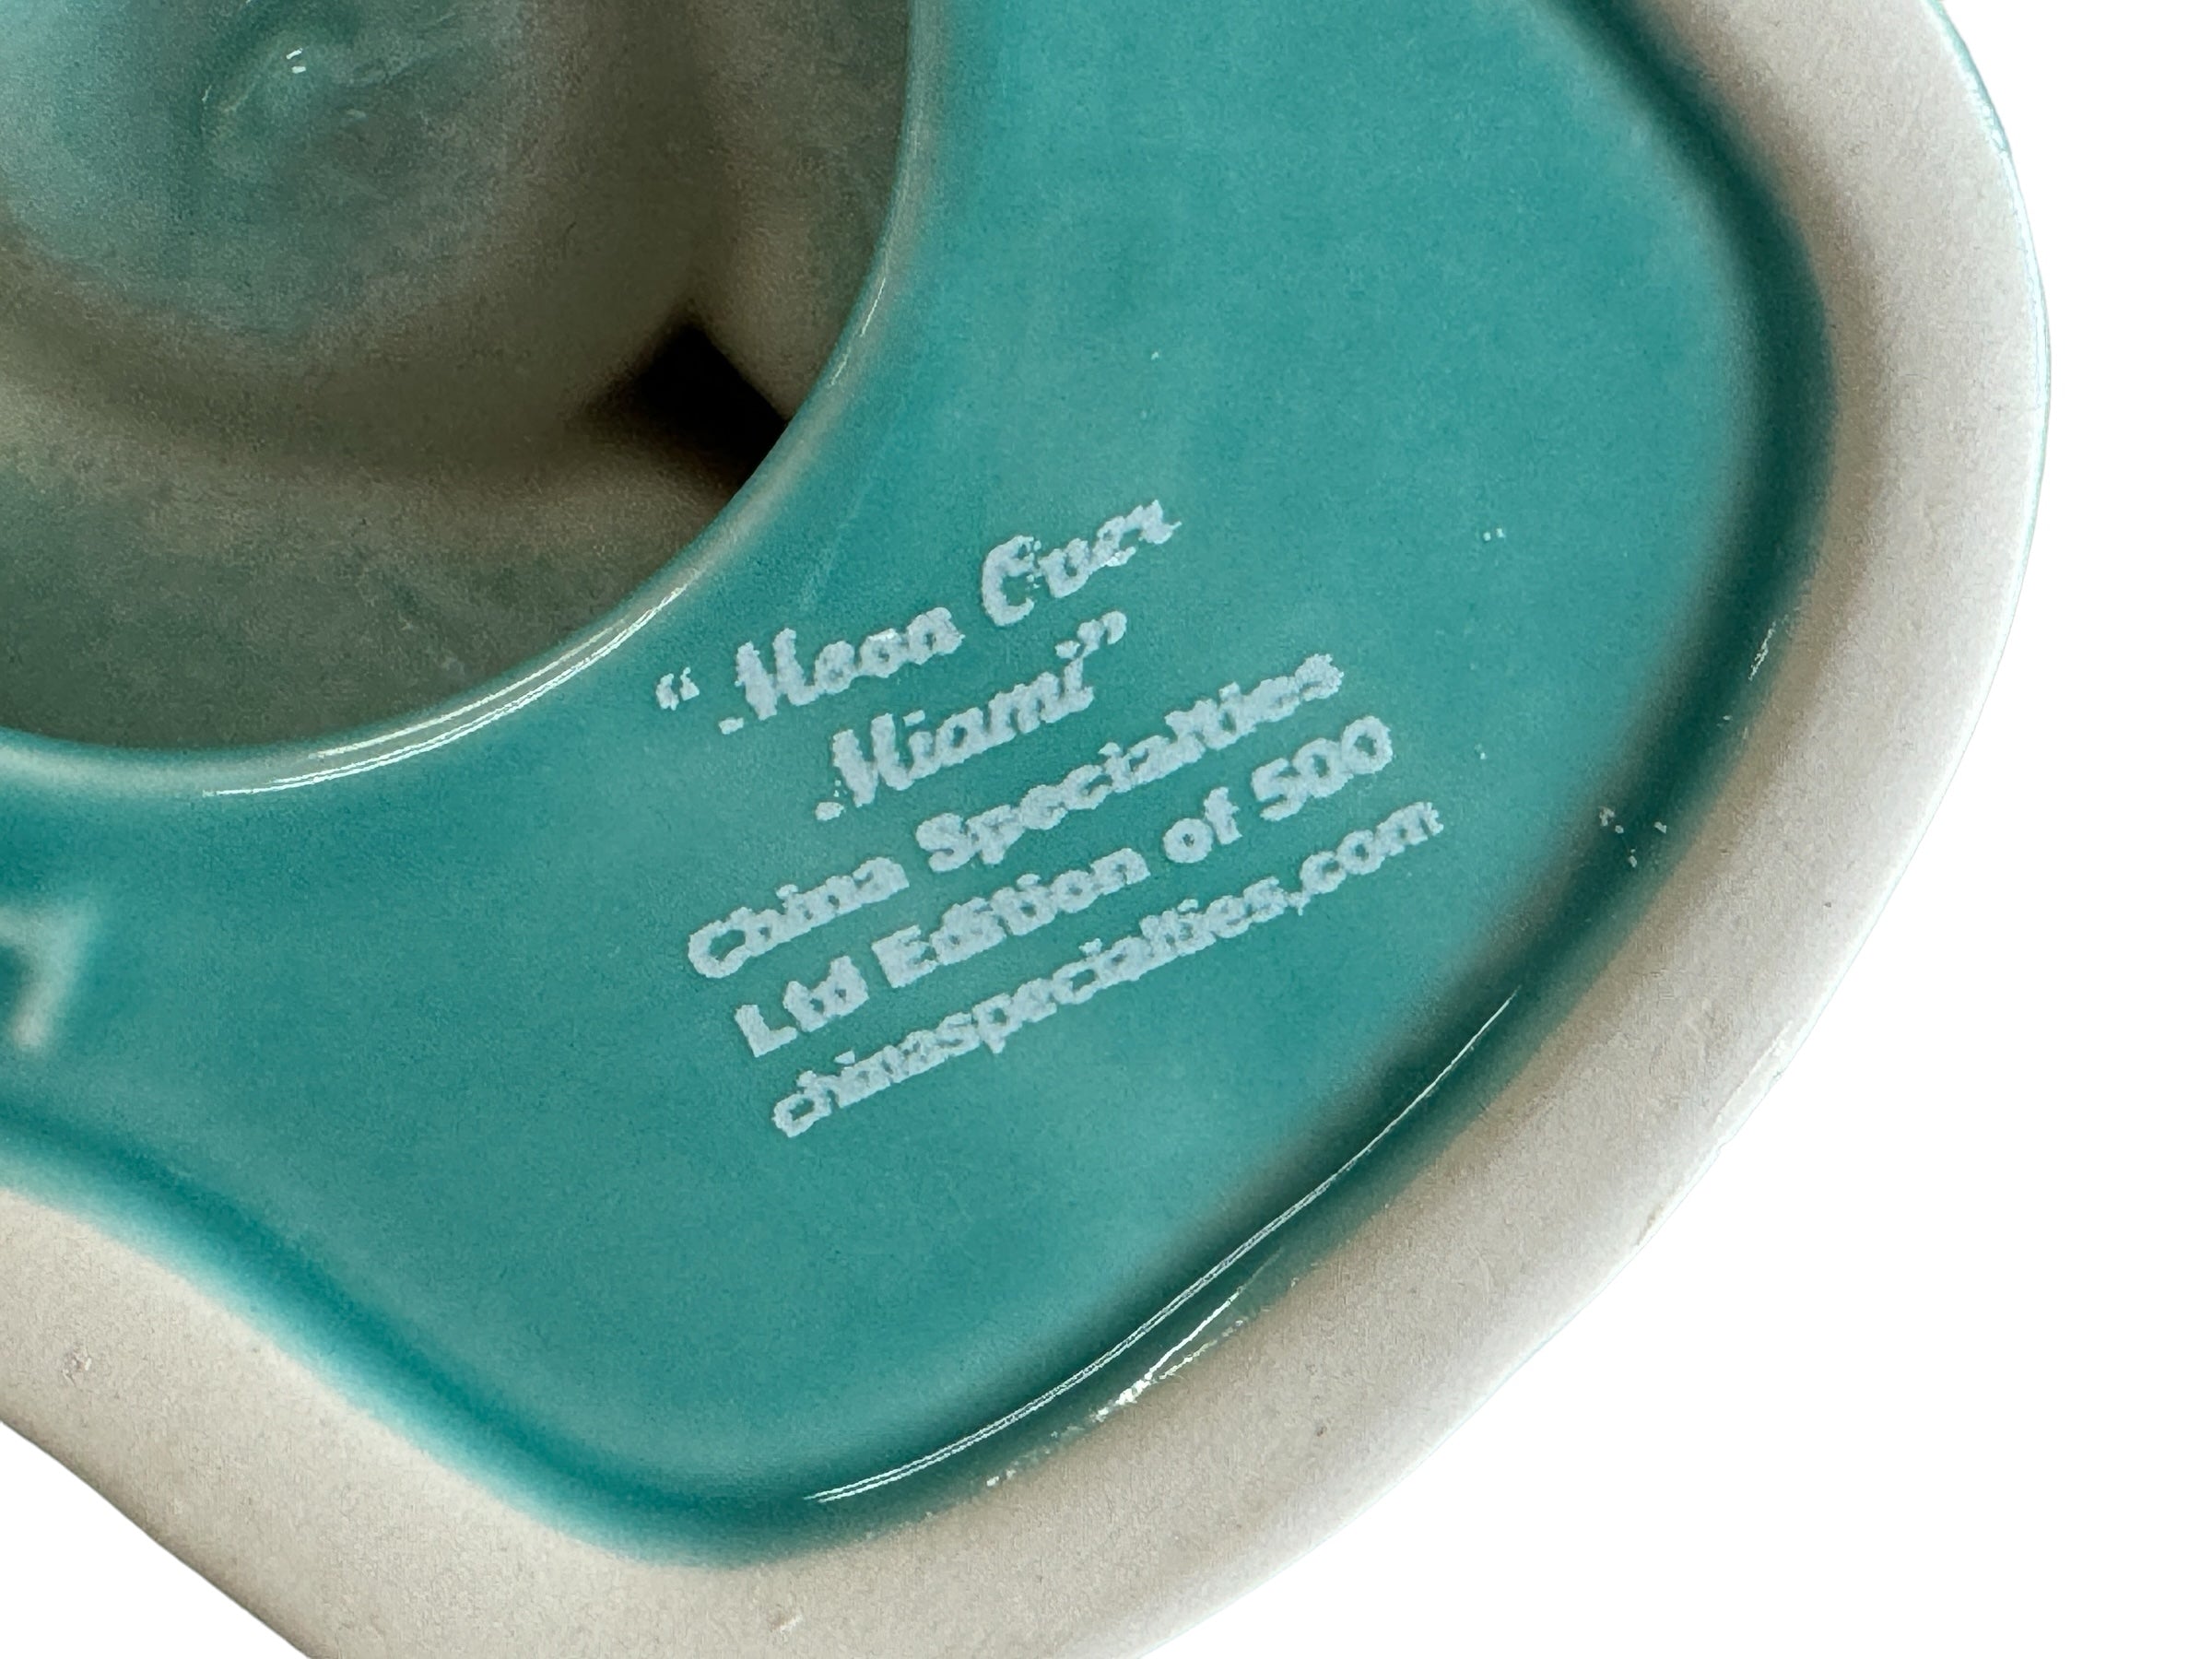 “Moon Over
Miami”
China Specialties
Ltd Edition of 500
chinaspecialties.com